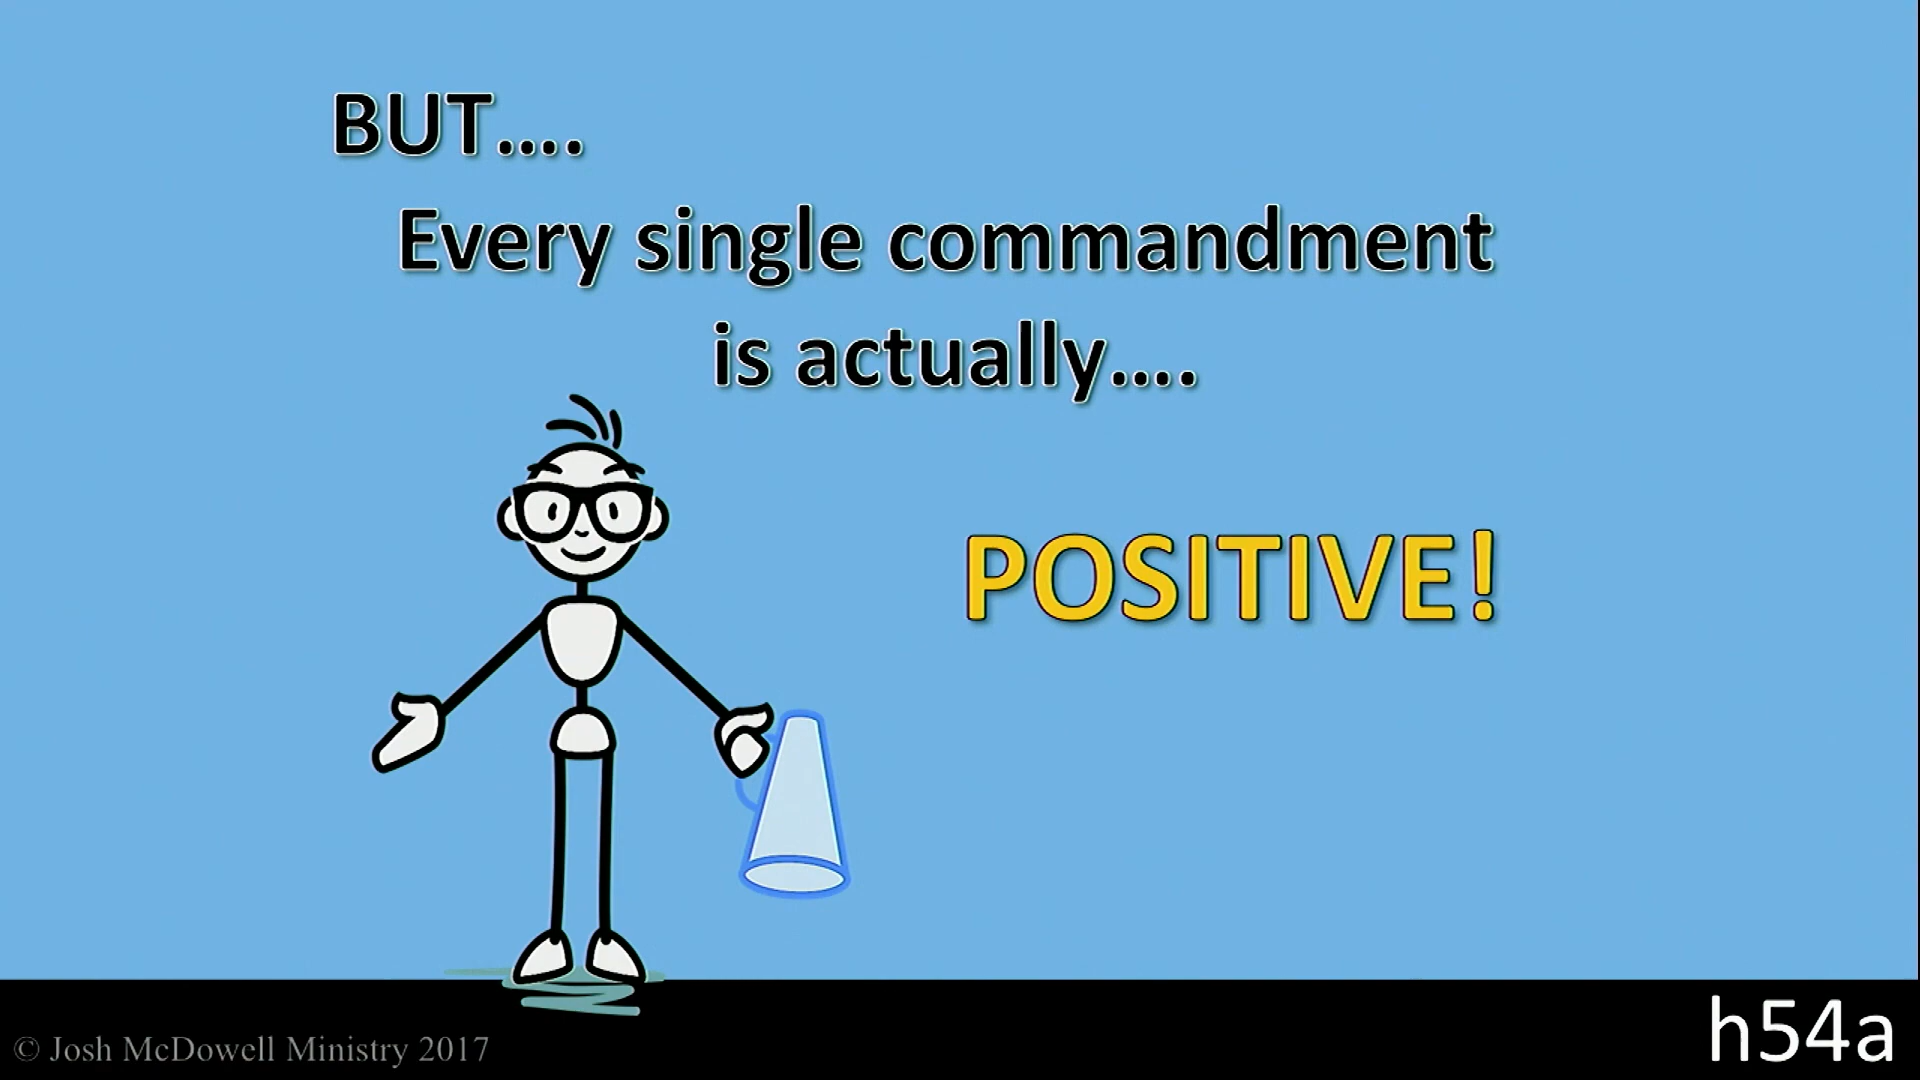 BUT....
Every single commandment
is actually....
POSITIVE!
© Josh McDowell Ministry 2017
h54a